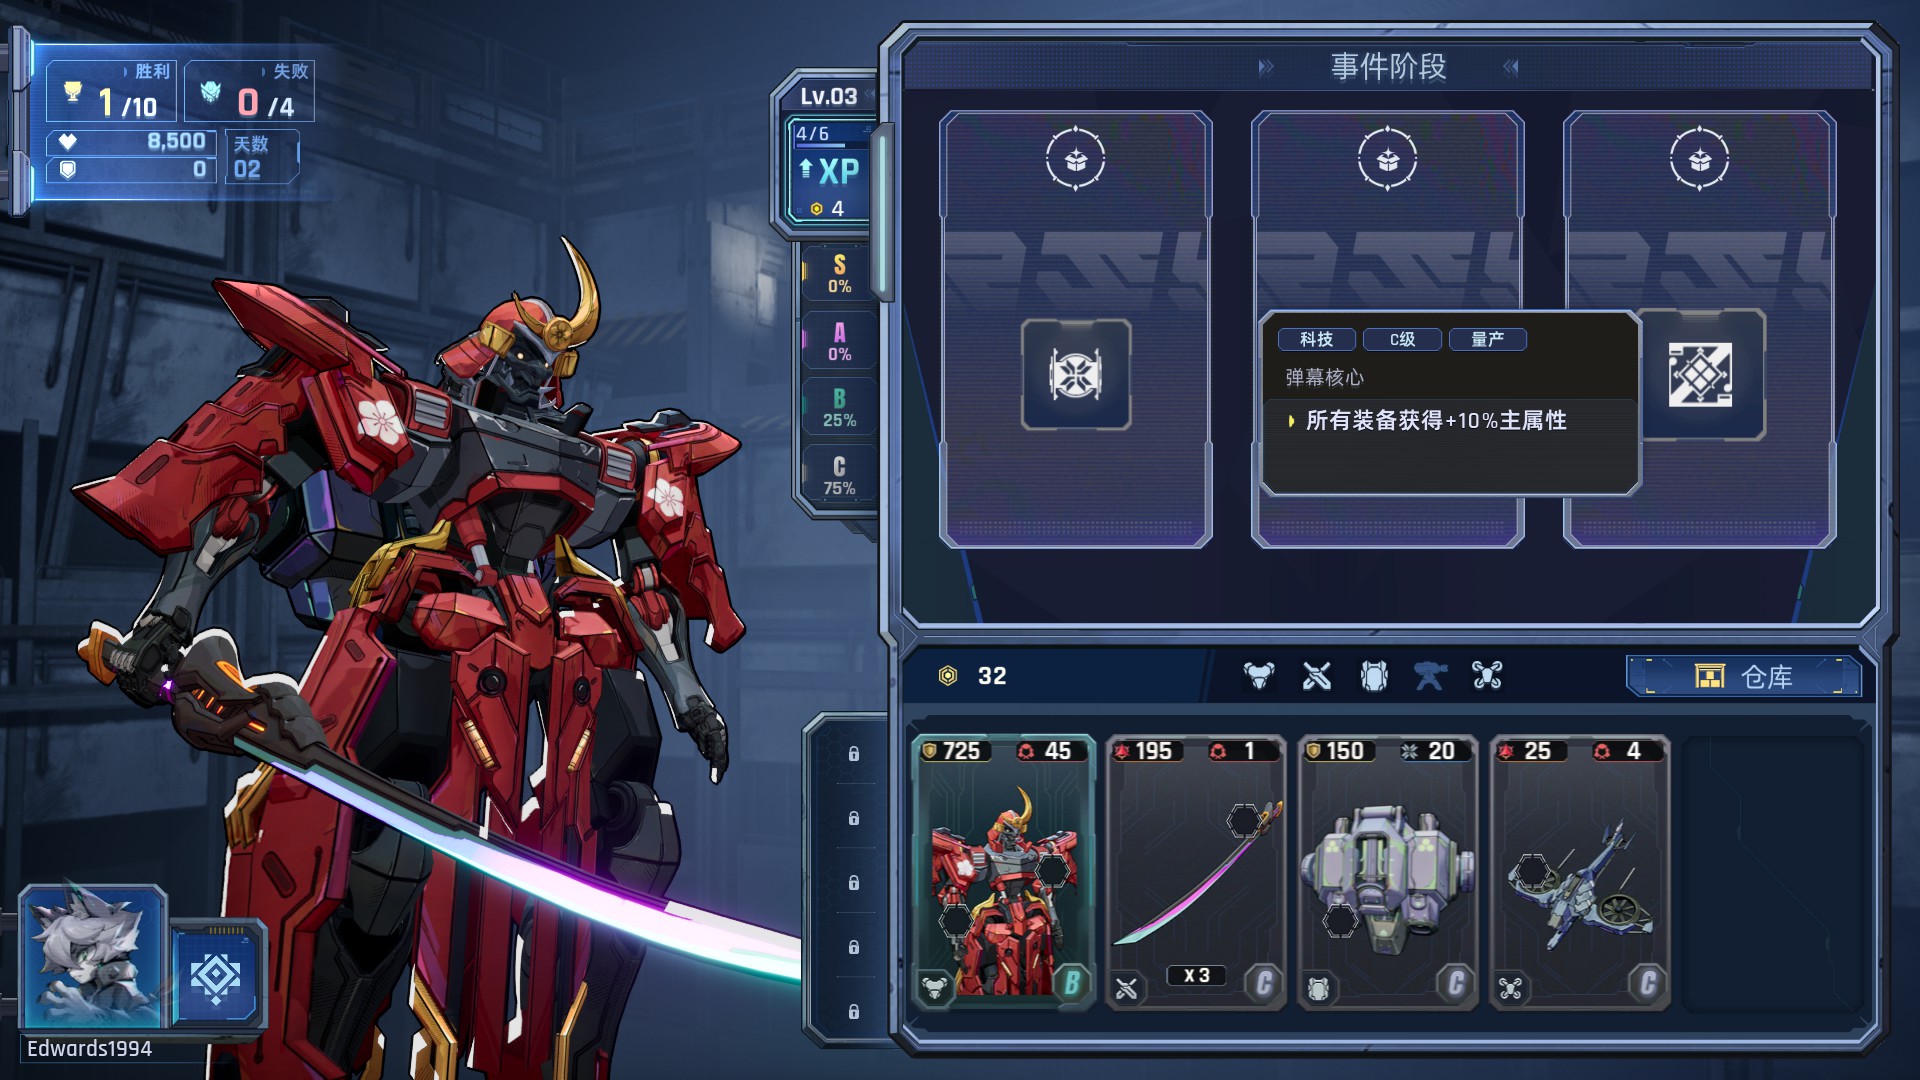 胜利
1/10
失败
0/4
8,500
0
天数
02
Lv.03
4/6
XP
4
S
0%
A
0%
B
25%
C
75%
事件阶段
科技
C级
量产
弹幕核心
所有装备获得+10%主属性
32
仓库
725
45
195
1
150
20
25
4
B
X3
C
C
C
Edwards1994